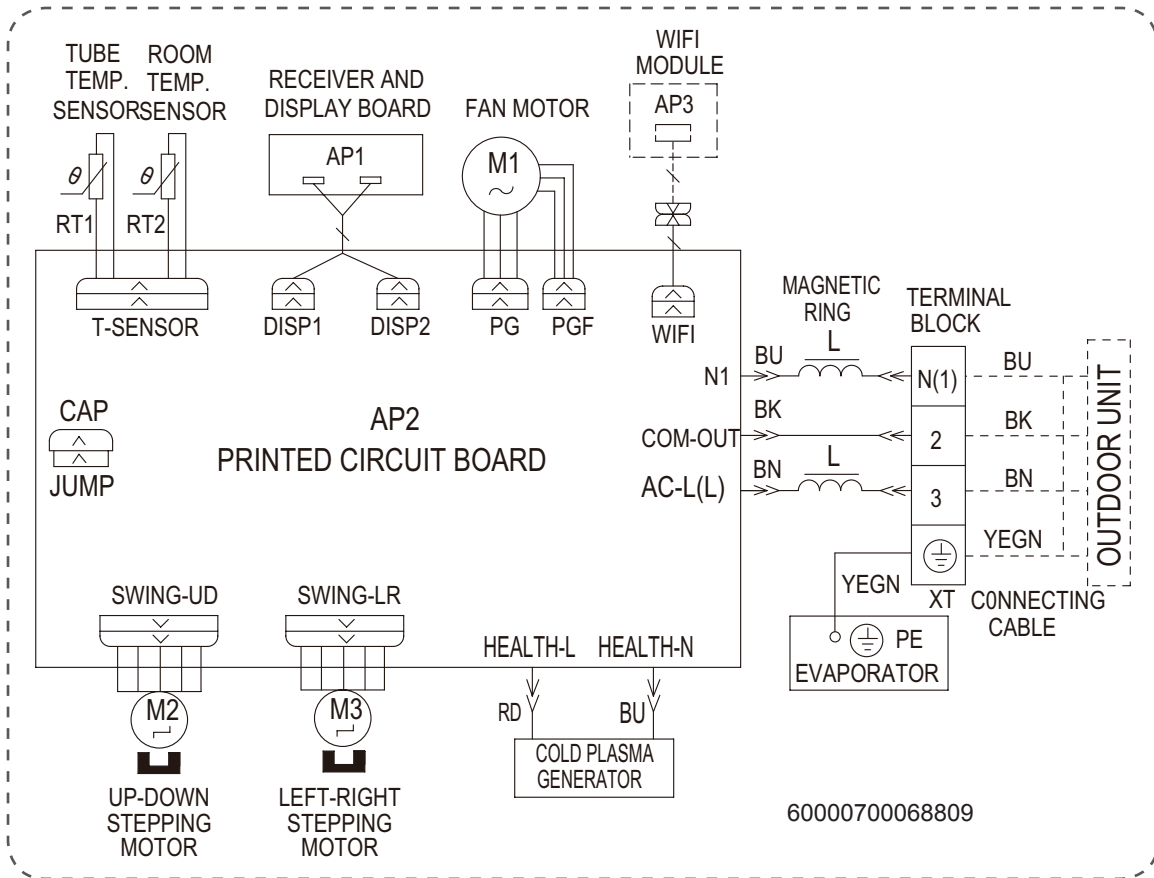 TUBE
TEMP.
SENSOR
ROOM
TEMP.
SENSOR
RECEIVER AND
DISPLAY BOARD
FAN MOTOR
WIFI
MODULE
AP3
AP1
M1
θ
θ
RT1
RT2
T-SENSOR
DISP1
DISP2
PG
PGF
WIFI
MAGNETIC
RING
TERMINAL
BLOCK
N1
BU
L
N(1)
BU
CAP
JUMP
AP2
PRINTED CIRCUIT BOARD
COM-OUT
BK
2
BK
AC-L(L)
BN
L
3
BN
OUTDOOR UNIT
YEGN
YEGN
XT
C0NNECTING
CABLE
PE
EVAPORATOR
SWING-UD
SWING-LR
HEALTH-L
HEALTH-N
M2
M3
RD
BU
COLD PLASMA
GENERATOR
UP-DOWN
STEPPING
MOTOR
LEFT-RIGHT
STEPPING
MOTOR
60000700068809